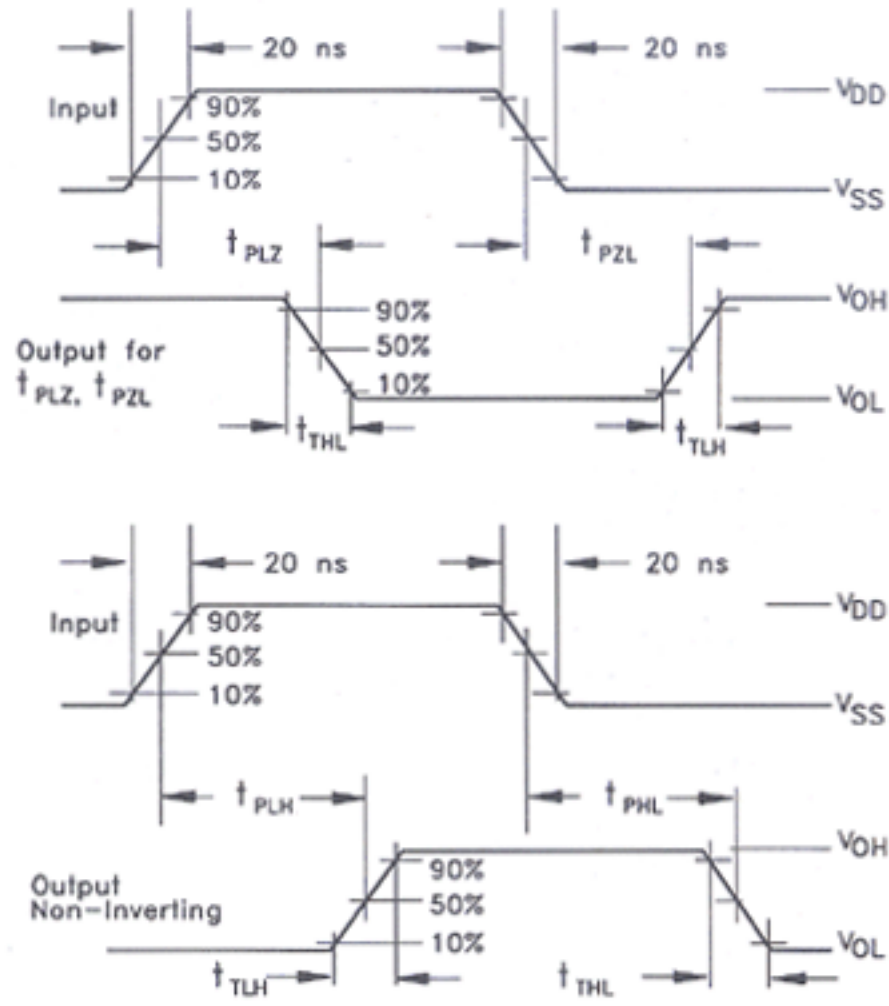 20 ns 20 ns
Input 90% VDD
50%
10% VSS
tPLZ tPZL
90% VOH
Output for 50%
tPLZ, tPZL 10% VOL
tTHL tTLH
20 ns 20 ns
Input 90% VDD
50%
10% VSS
tPLH tPHL
VOH
Output 90%
Non-Inverting 50%
10% VOL
tTLH tTHL